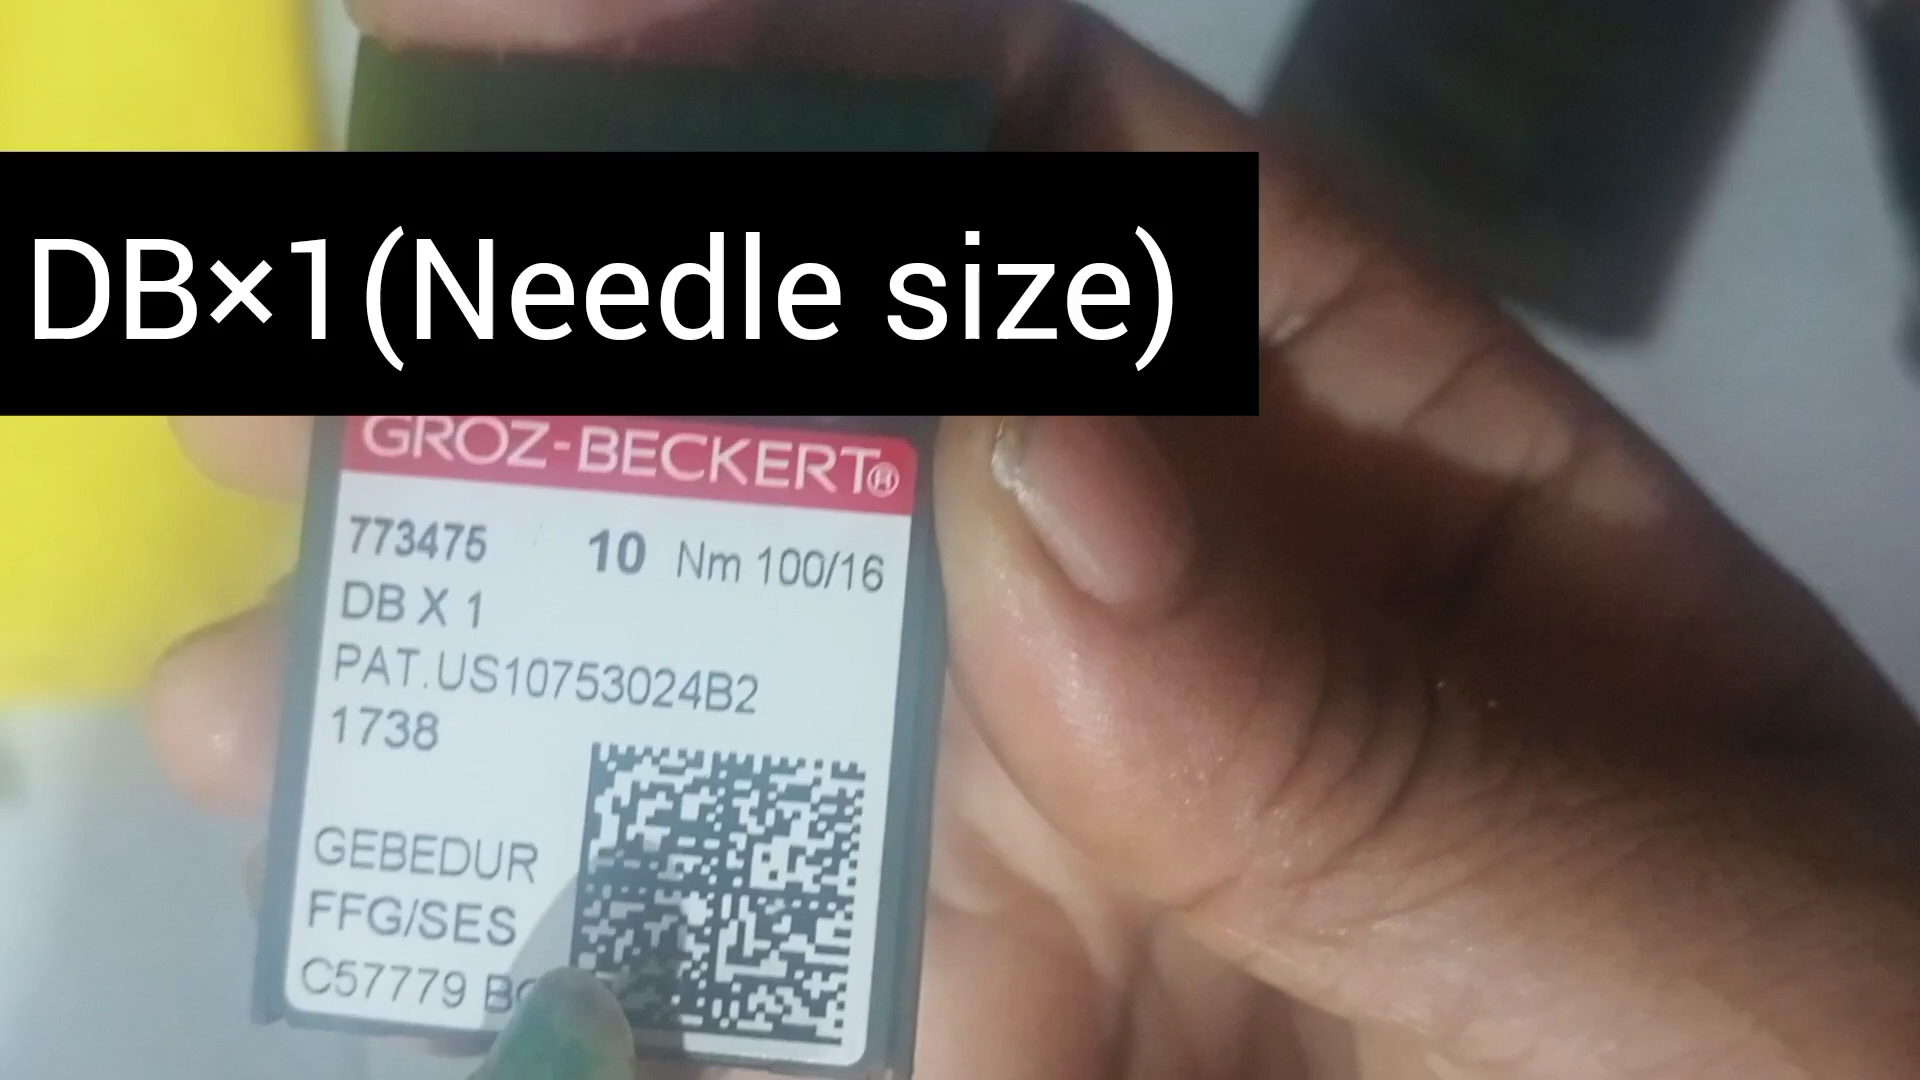 DB×1(Needle size)
GROZ-BECKERT®
773475 10 Nm 100/16
DB X 1
PAT.US10753024B2
1738
GEBEDUR
FFG/SES
C57779